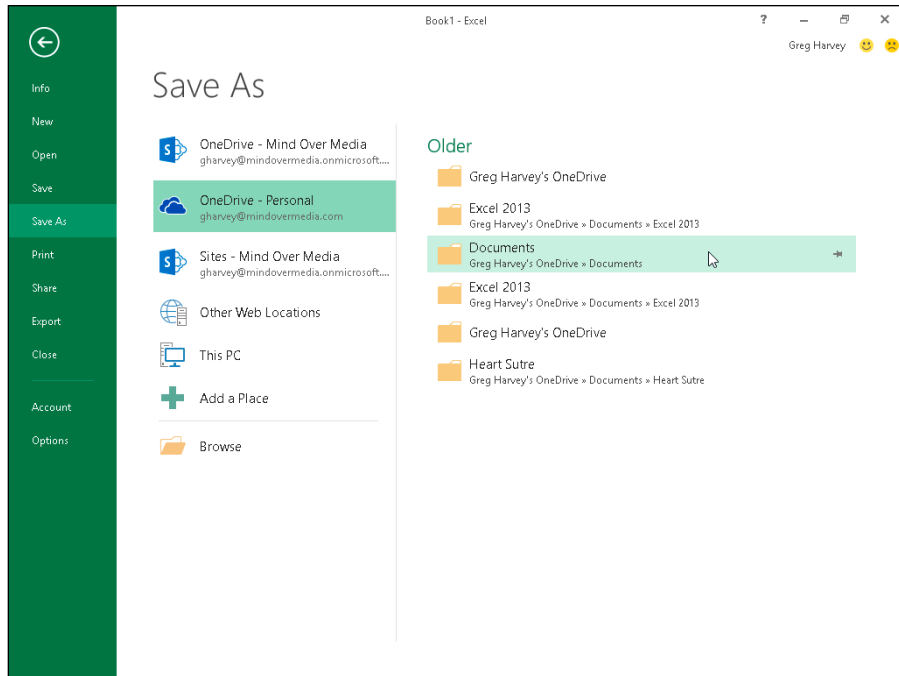 Book1 - Excel
?
Greg Harvey
Info
New
Open
Save
Save As
Print
Share
Export
Close
Account
Options
Save As
OneDrive - Mind Over Media
gharvey@mindovermedia.onmicrosoft....
OneDrive - Personal
gharvey@mindovermedia.com
Sites - Mind Over Media
gharvey@mindovermedia.onmicrosoft....
Other Web Locations
This PC
Add a Place
Browse
Older
Greg Harvey's OneDrive
Excel 2013
Greg Harvey's OneDrive » Documents » Excel 2013
Documents
Greg Harvey's OneDrive » Documents
Excel 2013
Greg Harvey's OneDrive » Documents » Excel 2013
Greg Harvey's OneDrive
Heart Sutre
Greg Harvey's OneDrive » Documents » Heart Sutre